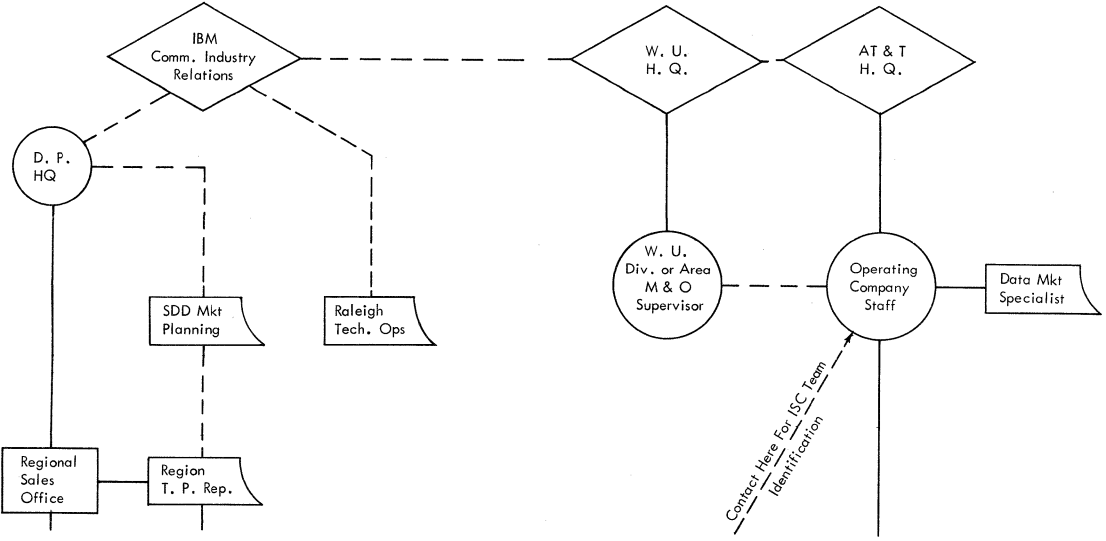 IBM
Comm. Industry
Relations
W. U.
H. Q.
AT & T
H. Q.
D. P.
HQ
W. U.
Div. or Area
M & O
Supervisor
Operating
Company
Staff
Data Mkt
Specialist
SDD Mkt
Planning
Raleigh
Tech. Ops
Contact Here For ISC Team
Identification
Regional
Sales
Office
Region
T. P. Rep.